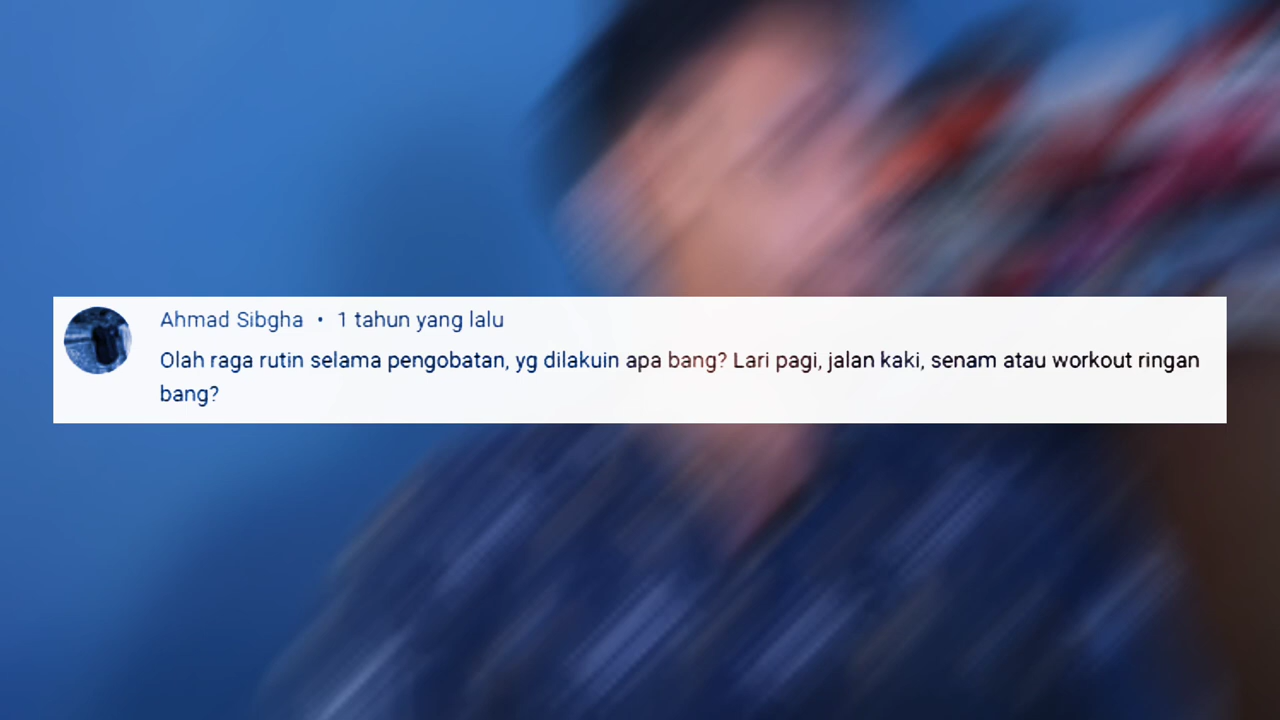 Ahmad Sibgha • 1 tahun yang lalu
Olah raga rutin selama pengobatan, yg dilakuin apa bang? Lari pagi, jalan kaki, senam atau workout ringan
bang?